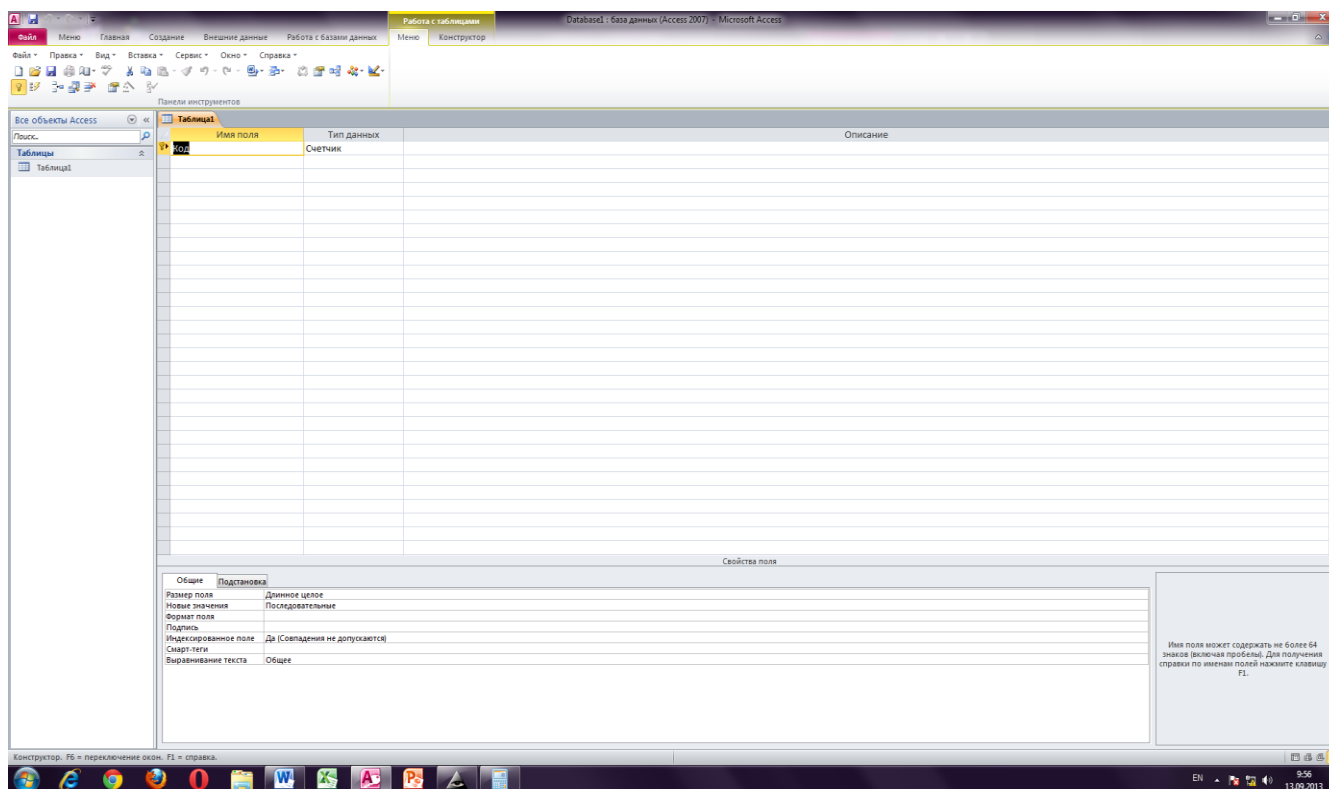 Работа с таблицами
Database1 : база данных (Access 2007) - Microsoft Access
Файл Меню Главная Создание Внешние данные Работа с базами данных Меню Конструктор
Файл Правка Вид Вставка Сервис Окно Справка
Панели инструментов
Все объекты Access
Таблица1
Поиск...
Имя поля Тип данных Описание
Таблицы
Код Счетчик
Таблица1
Свойства поля
Общие Подстановка
Размер поля Длинное целое
Новые значения Последовательные
Формат поля
Подпись
Индексированное поле Да (Совпадения не допускаются)
Смарт-теги
Выравнивание текста Общее
Имя поля может содержать не более 64
знаков (включая пробелы). Для получения
справки по именам полей нажмите клавишу
F1.
Конструктор. F6 = переключение окон. F1 = справка.
EN
9:56
13.09.2013